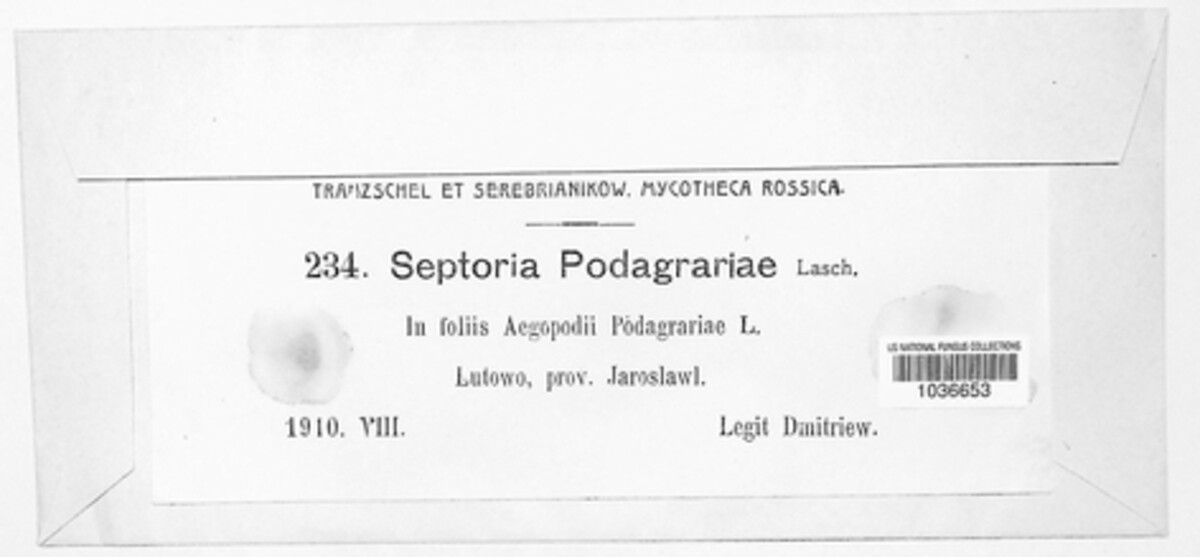 TRANZSCHEL ET SEREBRIANIKOW. MYCOTHECA ROSSICA.
234. Septoria Podagrariae Lasch.
In foliis Aegopodii Podagrariae L.
Lutowo, prov. Jaroslawl.
1910. VIII.
Legit Dmitriew.
US NATIONAL FUNGUS COLLECTIONS
1036653